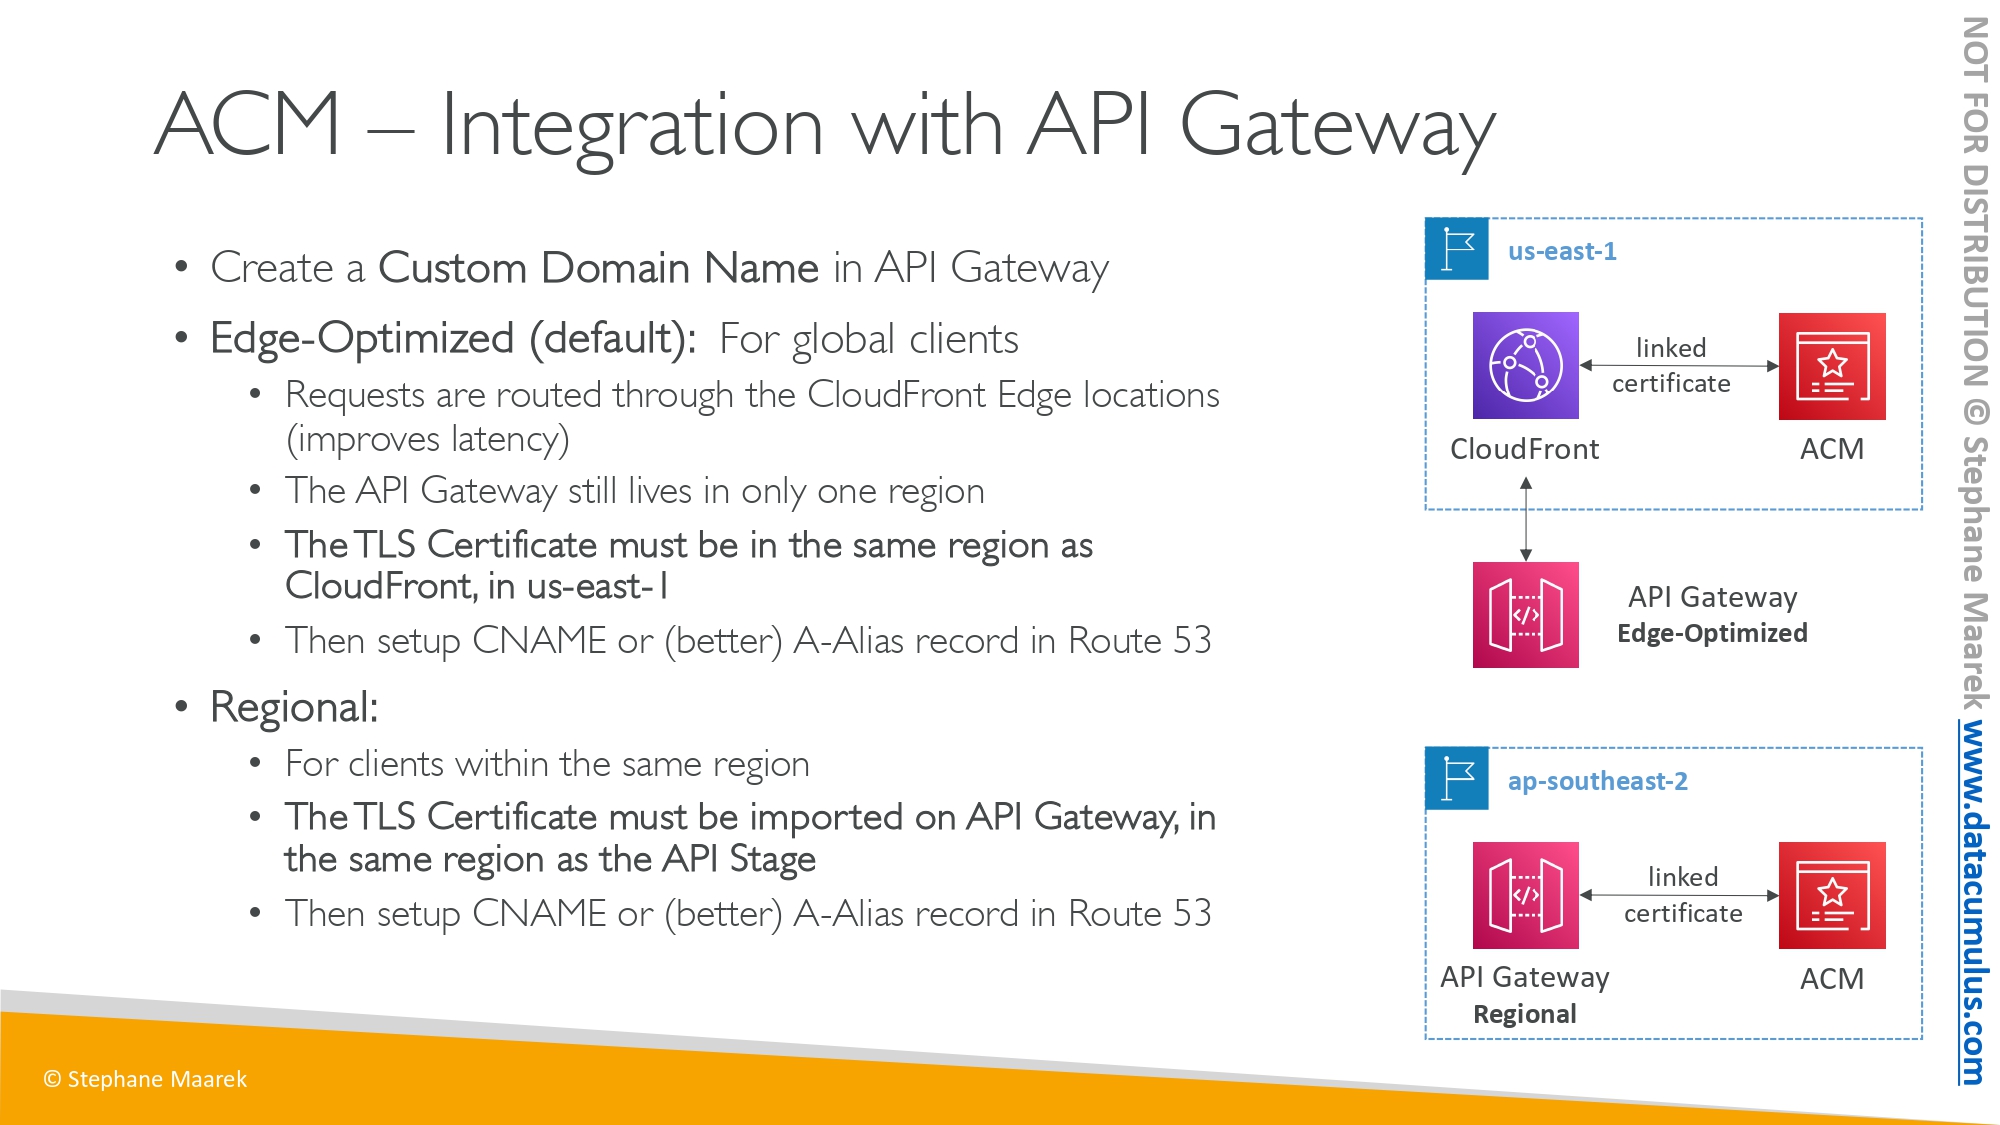 ACM – Integration with API Gateway
• Create a Custom Domain Name in API Gateway
• Edge-Optimized (default): For global clients
• Requests are routed through the CloudFront Edge locations
(improves latency)
• The API Gateway still lives in only one region
• The TLS Certificate must be in the same region as
CloudFront, in us-east-1
• Then setup CNAME or (better) A-Alias record in Route 53
• Regional:
• For clients within the same region
• The TLS Certificate must be imported on API Gateway, in
the same region as the API Stage
• Then setup CNAME or (better) A-Alias record in Route 53
us-east-1
linked
certificate
CloudFront
ACM
API Gateway
Edge-Optimized
ap-southeast-2
linked
certificate
API Gateway
Regional
ACM
© Stephane Maarek
NOT FOR DISTRIBUTION © Stephane Maarek www.datacumulus.com